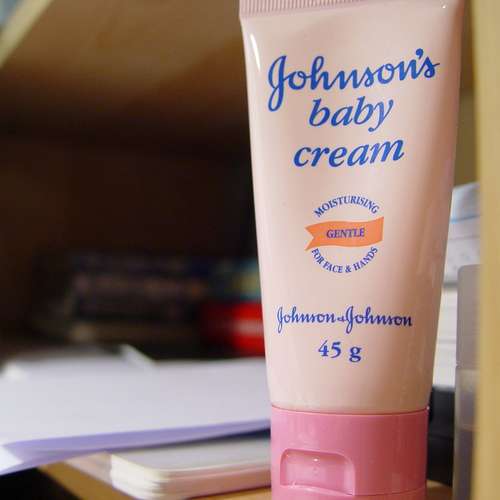 Johnson's
baby
cream
MOISTURISING
GENTLE
FOR FACE & HANDS
Johnson & Johnson
45 g